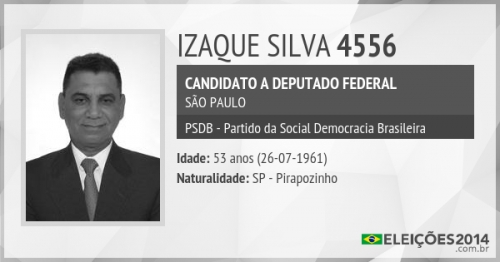 IZAQUE SILVA 4556
CANDIDATO A DEPUTADO FEDERAL
SÃO PAULO
PSDB - Partido da Social Democracia Brasileira
Idade: 53 anos (26-07-1961)
Naturalidade: SP - Pirapozinho
ELEIÇÕES2014
.com.br